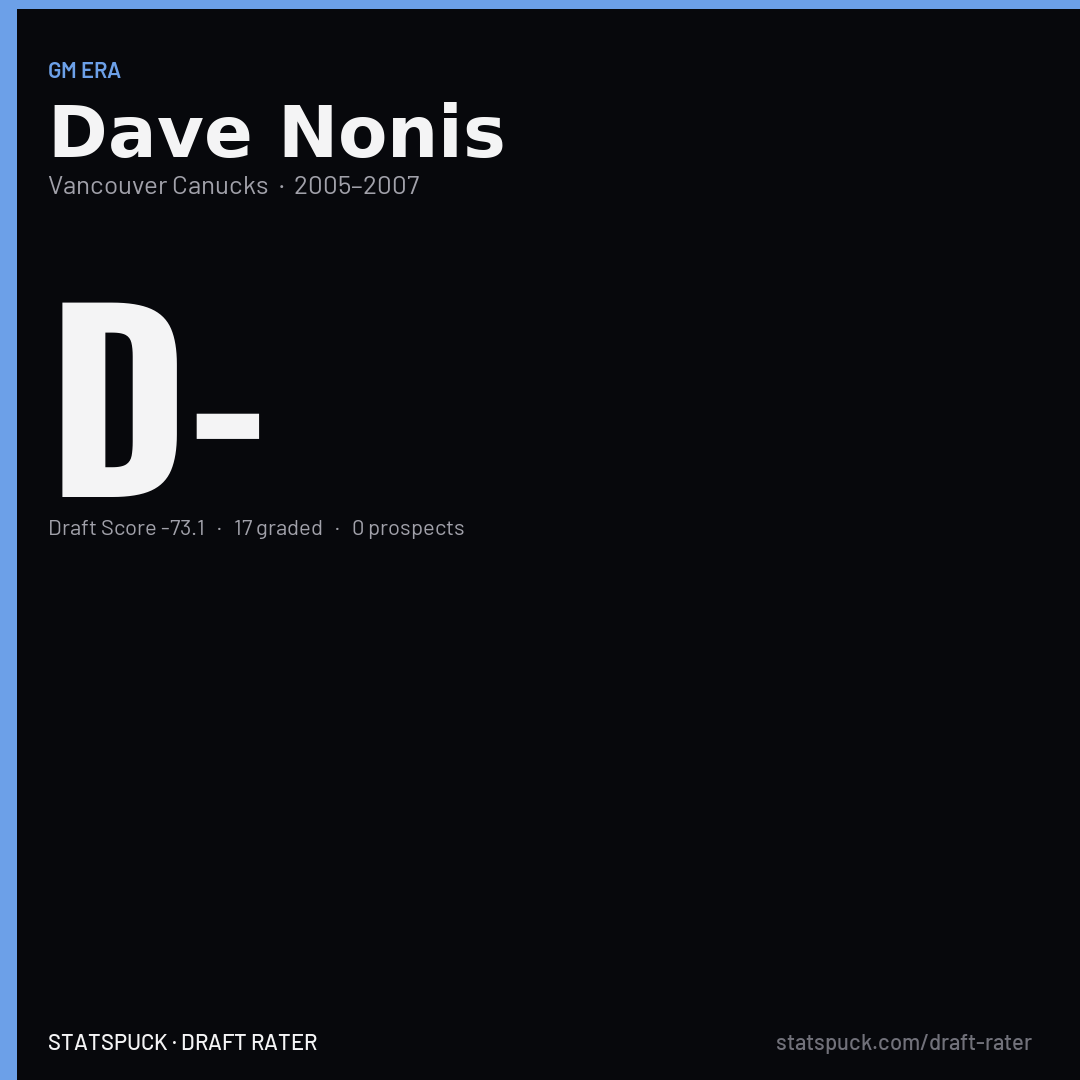 GM ERA
Dave Nonis
Vancouver Canucks · 2005–2007
D-
Draft Score -73.1 · 17 graded · 0 prospects
STATSPUCK · DRAFT RATER
statspuck.com/draft-rater